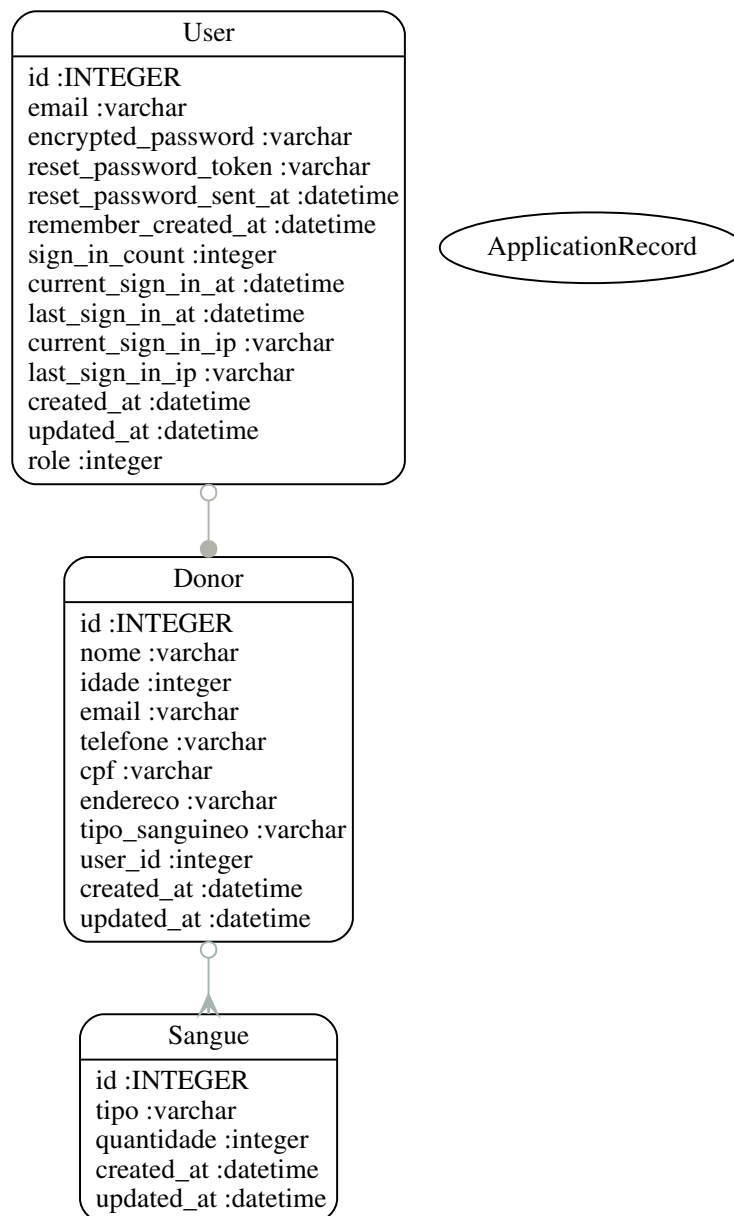 User
id :INTEGER
email :varchar
encrypted_password :varchar
reset_password_token :varchar
reset_password_sent_at :datetime
remember_created_at :datetime
sign_in_count :integer
current_sign_in_at :datetime
last_sign_in_at :datetime
current_sign_in_ip :varchar
last_sign_in_ip :varchar
created_at :datetime
updated_at :datetime
role :integer
ApplicationRecord
Donor
id :INTEGER
nome :varchar
idade :integer
email :varchar
telefone :varchar
cpf :varchar
endereco :varchar
tipo_sanguineo :varchar
user_id :integer
created_at :datetime
updated_at :datetime
Sangue
id :INTEGER
tipo :varchar
quantidade :integer
created_at :datetime
updated_at :datetime